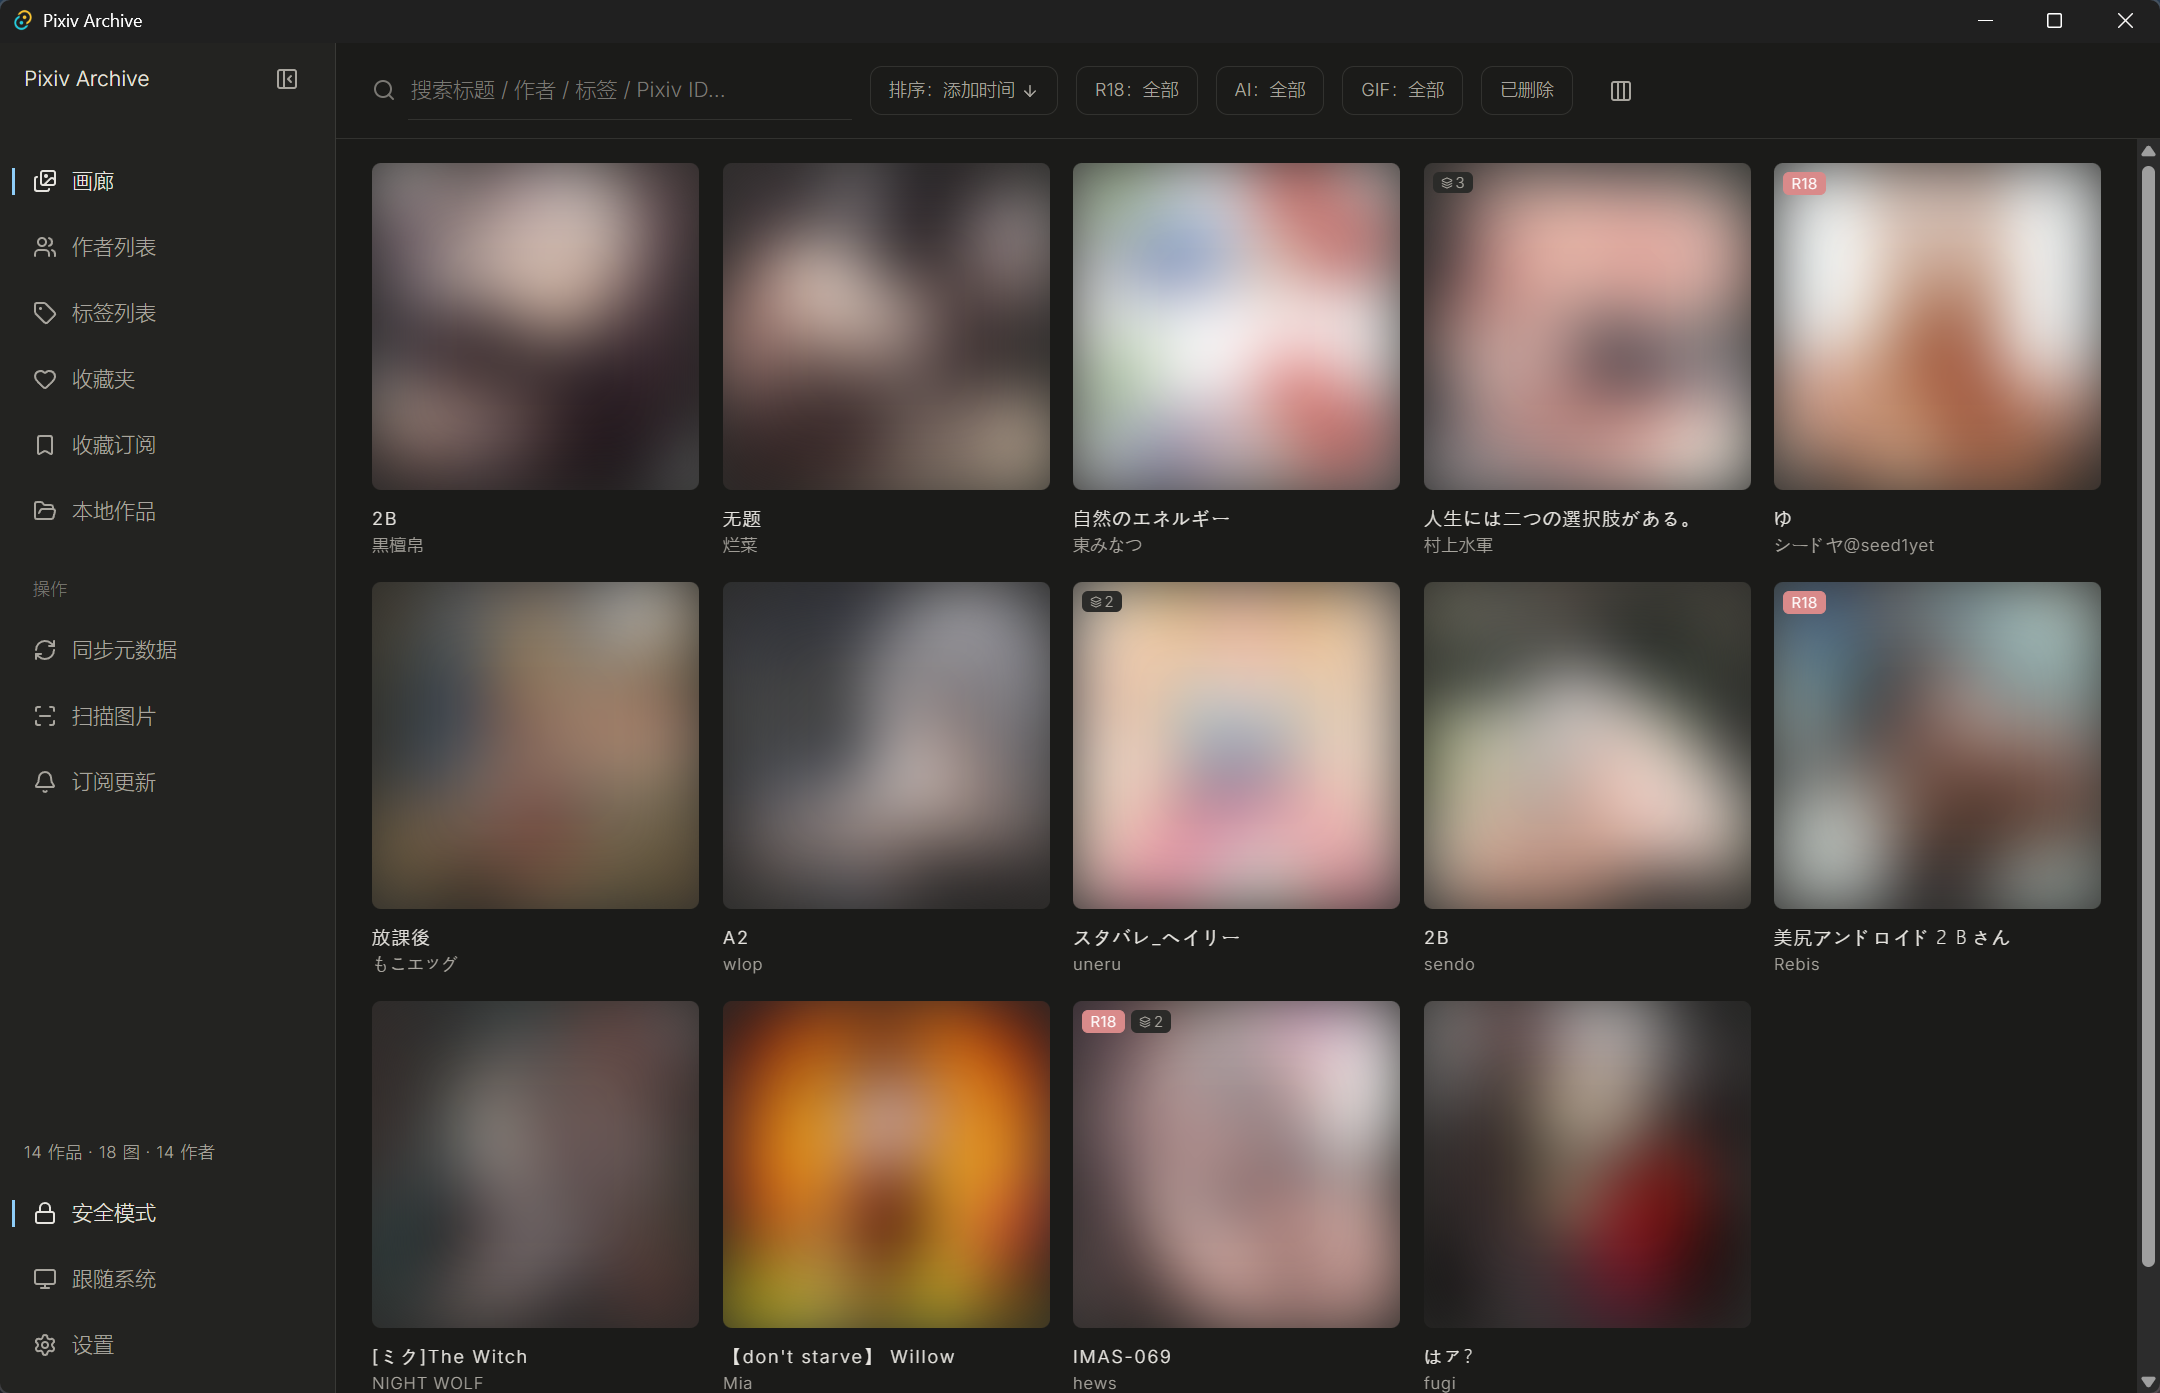 Pixiv Archive
Pixiv Archive
画廊
作者列表
标签列表
收藏夹
收藏订阅
本地作品
操作
同步元数据
扫描图片
订阅更新
14 作品 · 18 图 · 14 作者
安全模式
跟随系统
设置
搜索标题 / 作者 / 标签 / Pixiv ID...
排序：添加时间 ↓
R18：全部
AI：全部
GIF：全部
已删除
2B
黒檀帛
无题
烂菜
自然のエネルギー
東みなつ
3
人生には二つの選択肢がある。
村上水軍
R18
ゆ
シードヤ@seed1yet
放課後
もこエッグ
A2
wlop
2
スタバレ_ヘイリー
uneru
2B
sendo
R18
美尻アンドロイド２Ｂさん
Rebis
[ミク]The Witch
NIGHT WOLF
【don't starve】 Willow
Mia
R18
2
IMAS-069
hews
はァ？
fugi